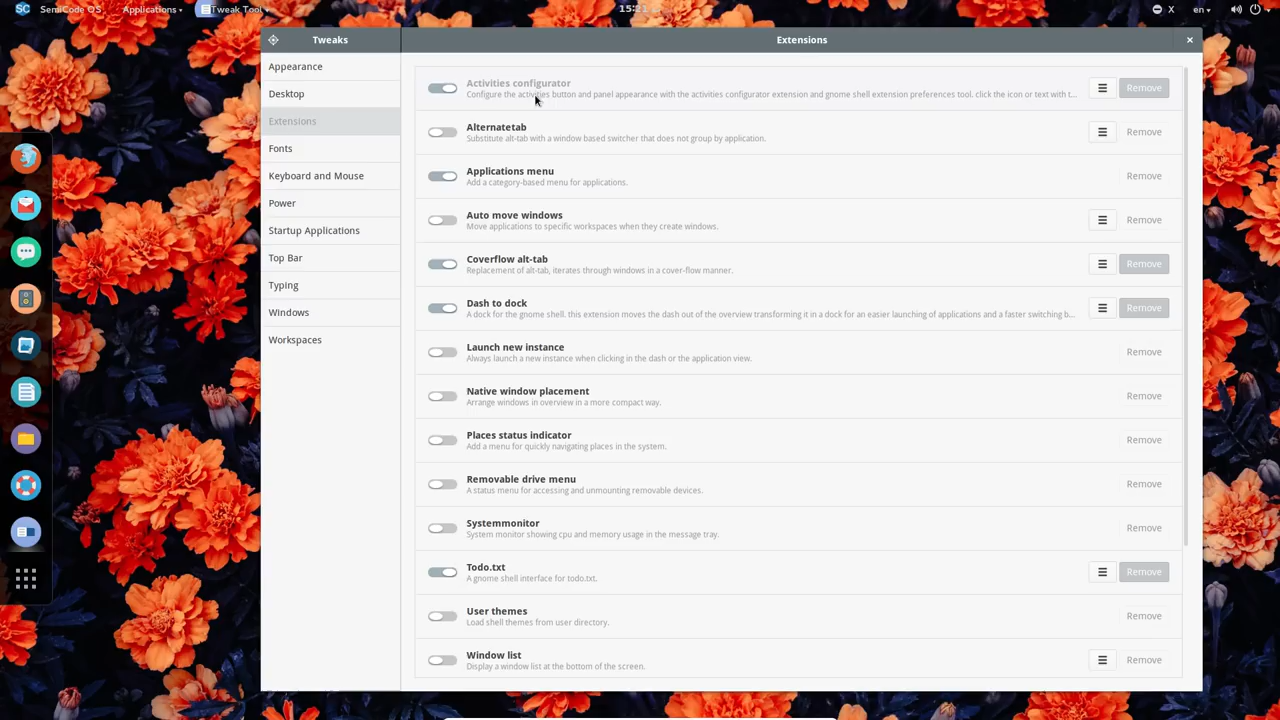 SemiCode OS
Applications
Tweak Tool
X
en
Tweaks
Extensions
Appearance
Desktop
Extensions
Fonts
Keyboard and Mouse
Power
Startup Applications
Top Bar
Typing
Windows
Workspaces
Activities configurator
Configure the activities button and panel appearance with the activities configurator extension and gnome shell extension preferences tool. click the icon or text with t...
Remove
Alternatetab
Substitute alt-tab with a window based switcher that does not group by application.
Remove
Applications menu
Add a category-based menu for applications.
Remove
Auto move windows
Move applications to specific workspaces when they create windows.
Remove
Coverflow alt-tab
Replacement of alt-tab, iterates through windows in a cover-flow manner.
Remove
Dash to dock
A dock for the gnome shell. this extension moves the dash out of the overview transforming it in a dock for an easier launching of applications and a faster switching b...
Remove
Launch new instance
Always launch a new instance when clicking in the dash or the application view.
Remove
Native window placement
Arrange windows in overview in a more compact way.
Remove
Places status indicator
Add a menu for quickly navigating places in the system.
Remove
Removable drive menu
A status menu for accessing and unmounting removable devices.
Remove
Systemmonitor
System monitor showing cpu and memory usage in the message tray.
Remove
Todo.txt
A gnome shell interface for todo.txt.
Remove
User themes
Load shell themes from user directory.
Remove
Window list
Display a window list at the bottom of the screen.
Remove